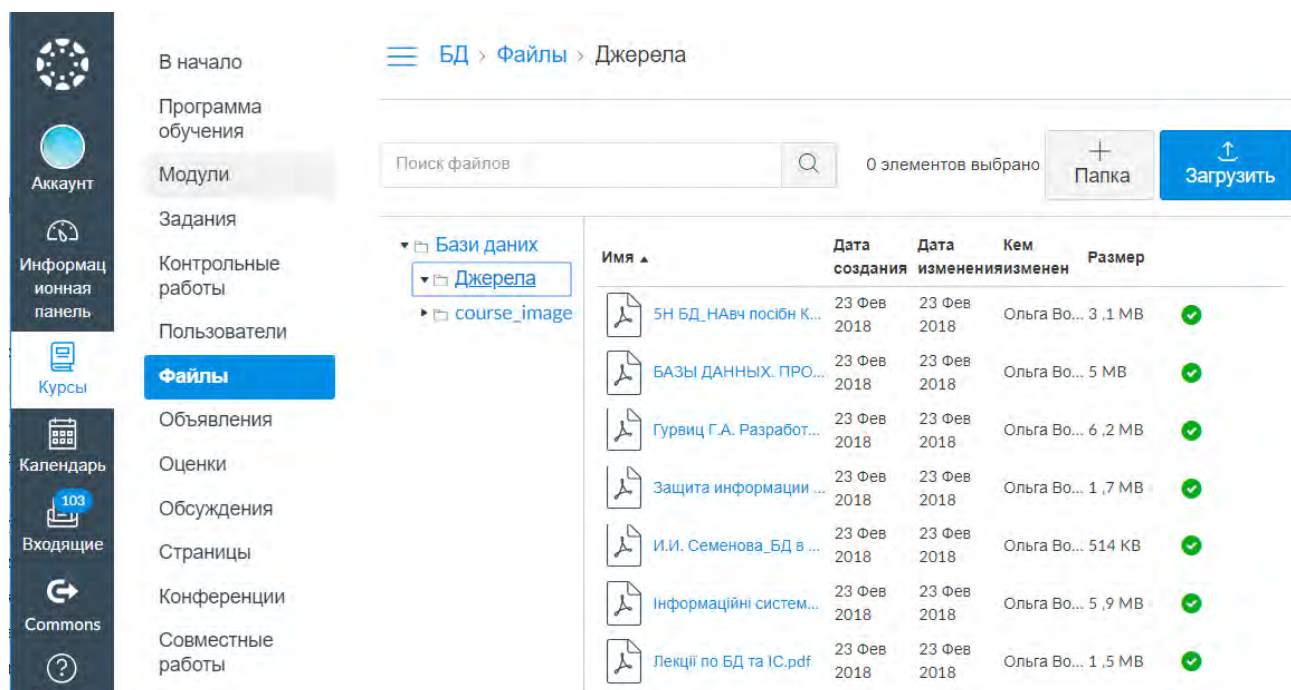 Аккаунт
Информац
ионная
панель
Курсы
Календарь
103
Входящие
Commons
?
В начало
Программа
обучения
Модули
Задания
Контрольные
работы
Пользователи
Файлы
Объявления
Оценки
Обсуждения
Страницы
Конференции
Совместные
работы
БД › Файлы › Джерела
Поиск файлов
0 элементов выбрано
+
Папка
Загрузить
Бази даних
Джерела
course_image
Имя Дата создания Дата изменения Кем изменен Размер
5Н БД_НАвч посібн К... 23 Фев 2018 23 Фев 2018 Ольга Во... 3 ,1 MB
БАЗЫ ДАННЫХ. ПРО... 23 Фев 2018 23 Фев 2018 Ольга Во... 5 MB
Гурвиц Г.А. Разработ... 23 Фев 2018 23 Фев 2018 Ольга Во... 6 ,2 MB
Защита информации ... 23 Фев 2018 23 Фев 2018 Ольга Во... 1 ,7 MB
И.И. Семенова_БД в ... 23 Фев 2018 23 Фев 2018 Ольга Во... 514 KB
Інформаційні систем... 23 Фев 2018 23 Фев 2018 Ольга Во... 5 ,9 MB
Лекції по БД та ІС.pdf 23 Фев 2018 23 Фев 2018 Ольга Во... 1 ,5 MB